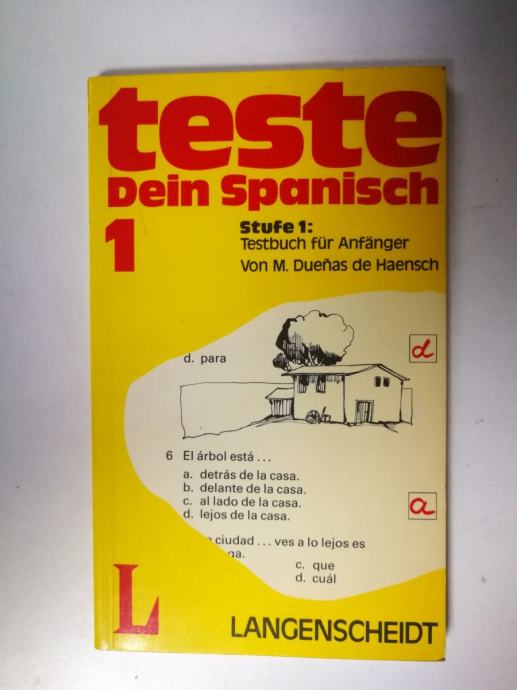 teste
Dein Spanisch
1
Stufe 1:
Testbuch für Anfänger
Von M. Dueñas de Haensch
d. para
d
6 El árbol está ...
a. detrás de la casa.
b. delante de la casa.
c. al lado de la casa.
d. lejos de la casa.
a
ciudad ... ves a lo lejos es
ga.
c. que
d. cuál
L
LANGENSCHEIDT